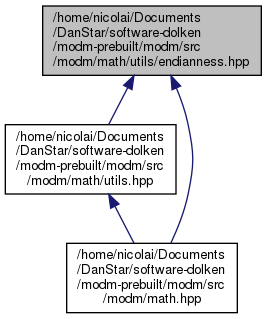 /home/nicolai/Documents
/DanStar/software-dolken
/modm-prebuilt/modm/src
/modm/math/utils/endianness.hpp
/home/nicolai/Documents
/DanStar/software-dolken
/modm-prebuilt/modm/src
/modm/math/utils.hpp
/home/nicolai/Documents
/DanStar/software-dolken
/modm-prebuilt/modm/src
/modm/math.hpp